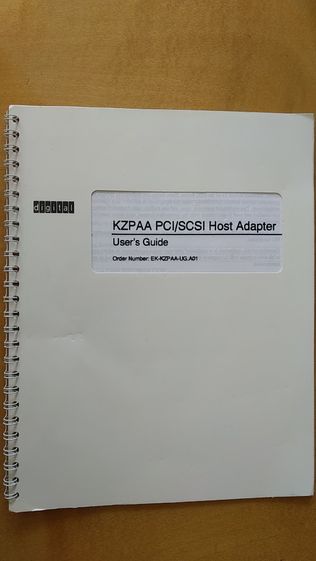 digital
KZPAA PCI/SCSI Host Adapter
User's Guide
Order Number: EK-KZPAA-UG.A01